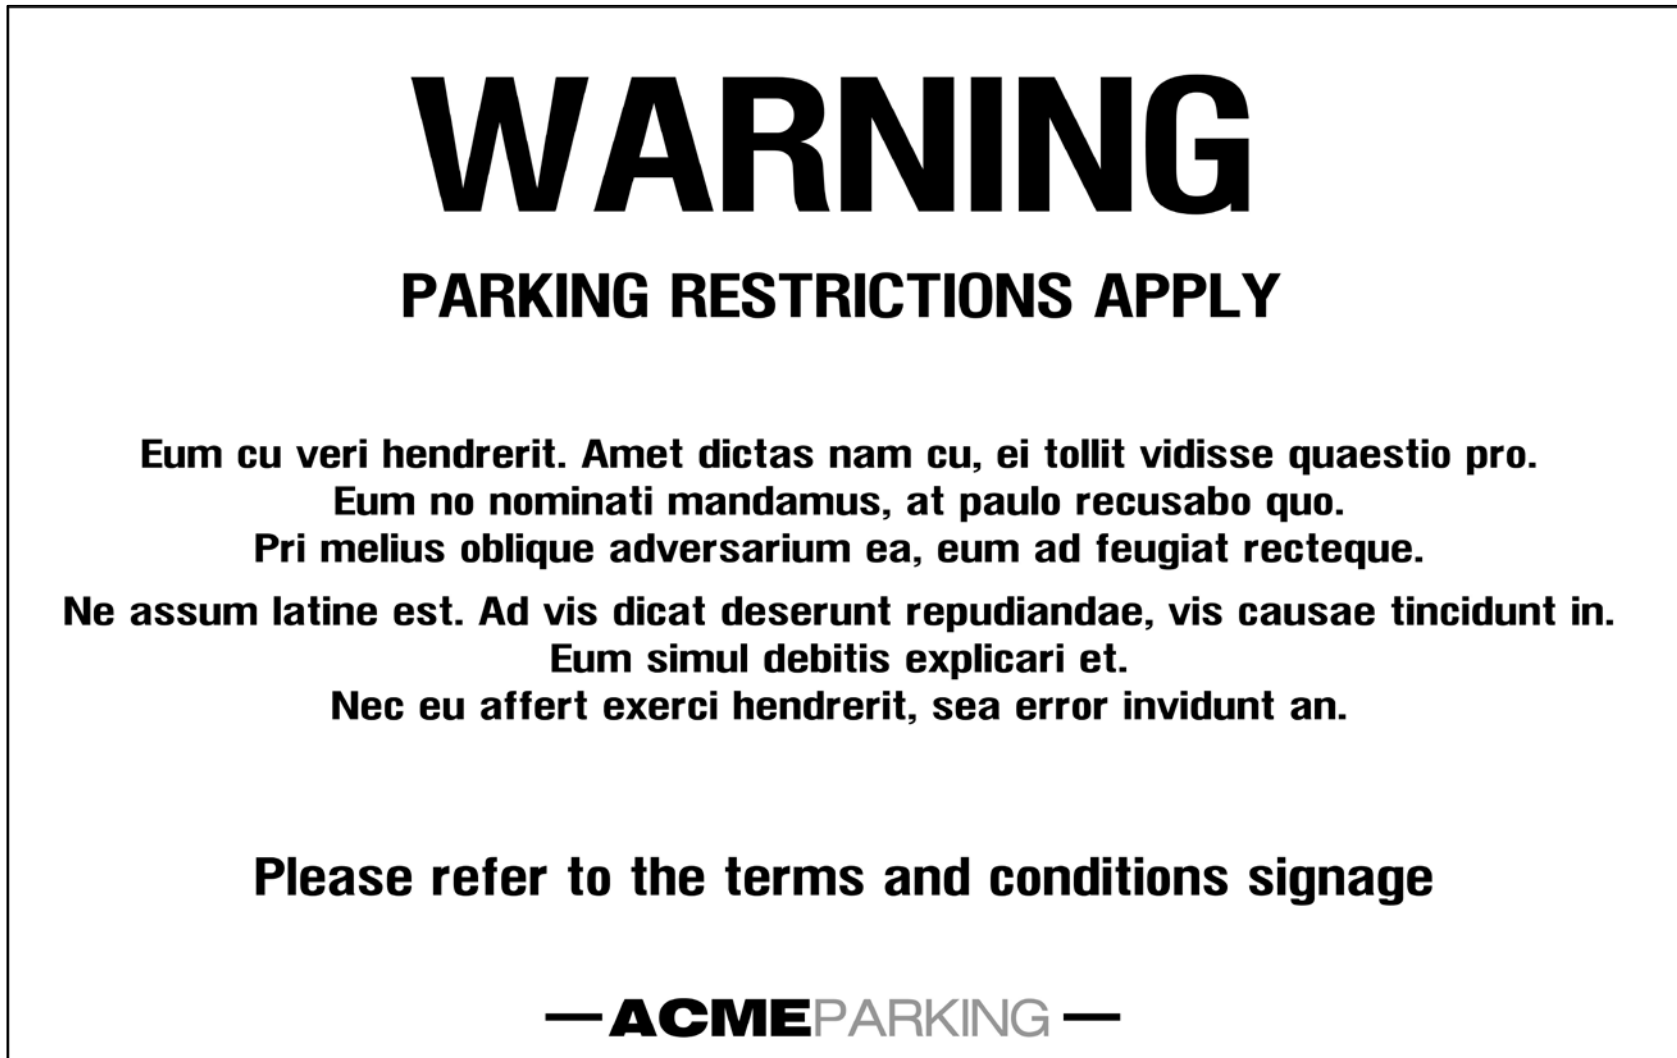 WARNING
PARKING RESTRICTIONS APPLY
Eum cu veri hendrerit. Amet dictas nam cu, ei tollit vidisse quaestio pro.
Eum no nominati mandamus, at paulo recusabo quo.
Pri melius oblique adversarium ea, eum ad feugiat recteque.
Ne assum latine est. Ad vis dicat deserunt repudiandae, vis causae tincidunt in.
Eum simul debitis explicari et.
Nec eu affert exerci hendrerit, sea error invidunt an.
Please refer to the terms and conditions signage
— ACMEPARKING —